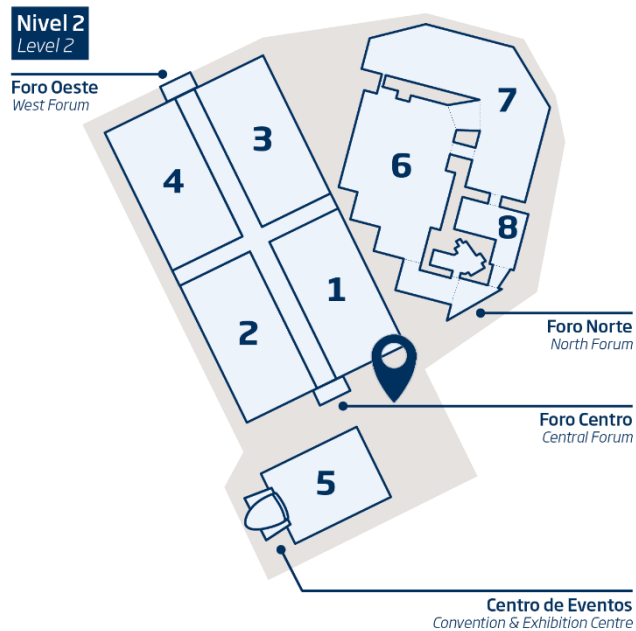 Nivel 2
Level 2
Foro Oeste
West Forum
7
3
6
4
8
1
2
Foro Norte
North Forum
Foro Centro
Central Forum
5
Centro de Eventos
Convention & Exhibition Centre